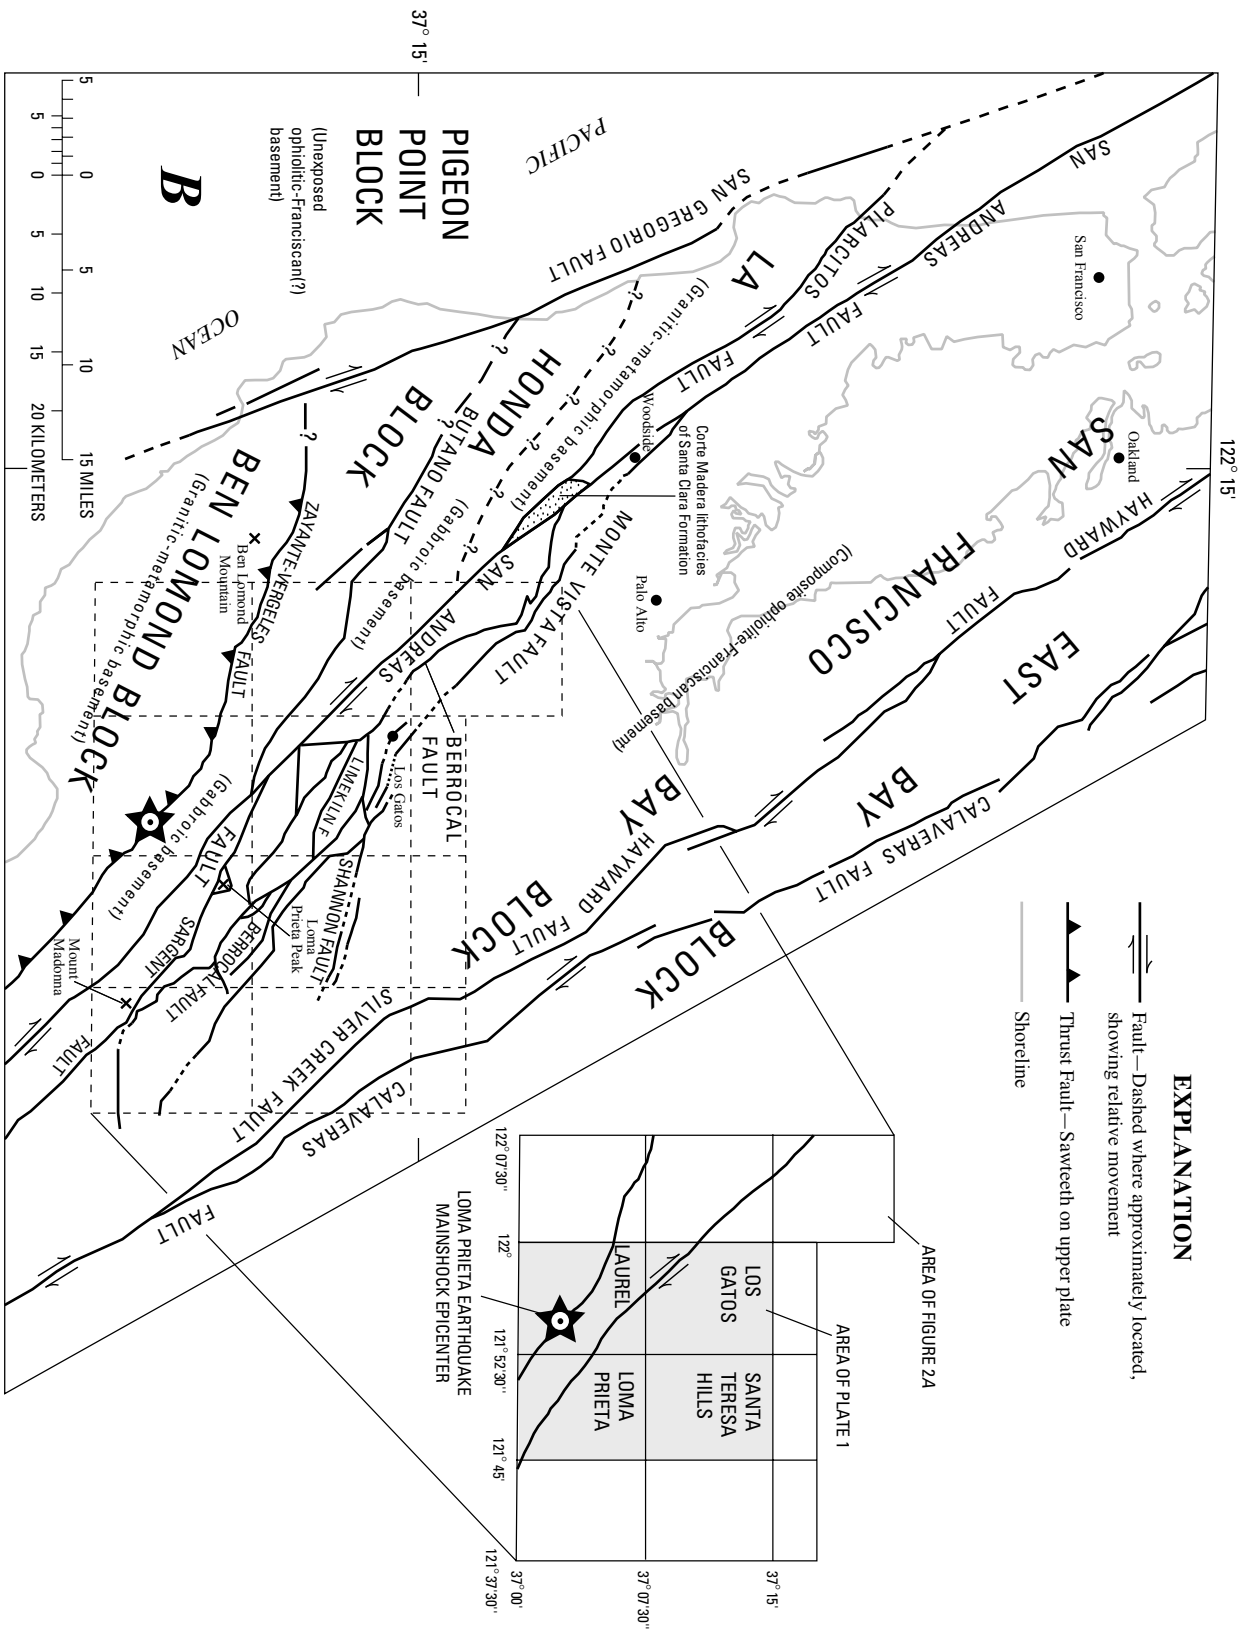 122° 15'
37° 15'
EXPLANATION
Fault—Dashed where approximately located,
showing relative movement
Thrust Fault—Sawteeth on upper plate
Shoreline
San Francisco
Oakland
SAN
ANDREAS
FAULT
PILARCITOS
FAULT
SAN GREGORIO FAULT
PACIFIC
OCEAN
PIGEON
POINT
BLOCK
(Unexposed
ophiolitic-Franciscan(?)
basement)
B
LA
HONDA
BLOCK
(Granitic-metamorphic basement)
?
?
?
?
?
?
?
?
?
BUTANO FAULT
(Gabbroic basement)
Woodside
Corte Madera lithofacies
of Santa Clara Formation
Palo Alto
MONTE VISTA FAULT
SAN
FRANCISCO
BAY
BLOCK
(Composite ophiolite-Franciscan basement)
HAYWARD
FAULT
HAYWARD
FAULT
EAST
BAY
BLOCK
CALAVERAS FAULT
SILVER CREEK FAULT
CALAVERAS
FAULT
SAN
ANDREAS
FAULT
BERROCAL
FAULT
Los Gatos
LIMEKILN F
SHANNON FAULT
Loma
Prieta Peak
BERROCAL FAULT
SARGENT
FAULT
Mount
Madonna
ZAYANTE-VERGELES FAULT
Ben Lomond
Mountain
BEN LOMOND BLOCK
(Granitic-metamorphic basement)
(Gabbroic basement)
5 0 5 10 15 MILES
5 0 5 10 15 20 KILOMETERS
AREA OF FIGURE 2A
AREA OF PLATE 1
LOS
GATOS
SANTA
TERESA
HILLS
LAUREL
LOMA
PRIETA
LOMA PRIETA EARTHQUAKE
MAINSHOCK EPICENTER
37° 15'
37° 07'30"
37° 00'
122° 07'30"
122°
121° 52'30"
121° 45'
121° 37'30"